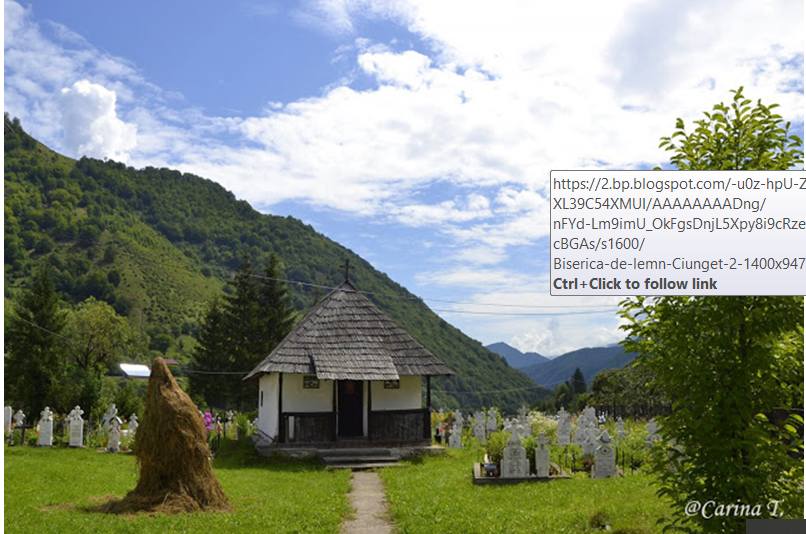 https://2.bp.blogspot.com/-u0z-hpU-Z
XL39C54XMUI/AAAAAAAADng/
nFYd-Lm9imU_OkFgsDnjL5Xpy8i9cRze
cBGAs/s1600/
Biserica-de-lemn-Ciunget-2-1400x947
Ctrl+Click to follow link
@Carina T.